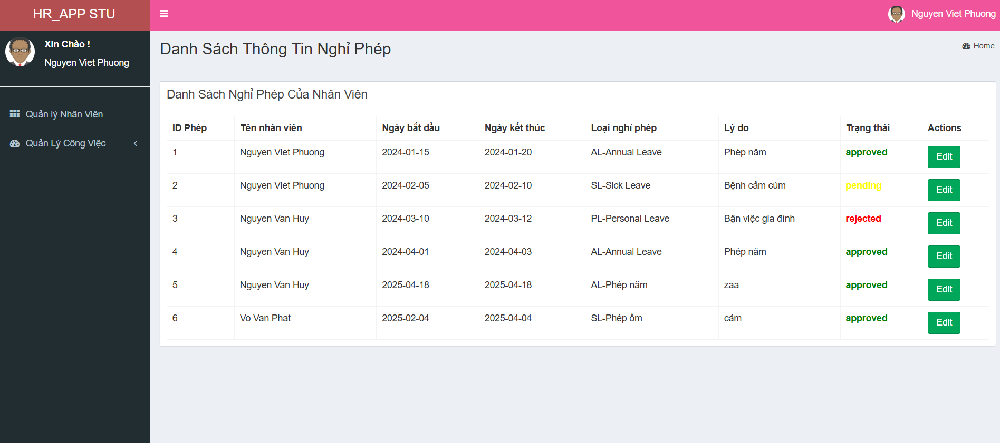 HR_APP STU
Nguyen Viet Phuong
Xin Chào !
Nguyen Viet Phuong
Quản lý Nhân Viên
Quản Lý Công Việc
Danh Sách Thông Tin Nghỉ Phép
Home
Danh Sách Nghỉ Phép Của Nhân Viên
ID Phép Tên nhân viên Ngày bắt đầu Ngày kết thúc Loại nghỉ phép Lý do Trạng thái Actions
1 Nguyen Viet Phuong 2024-01-15 2024-01-20 AL-Annual Leave Phép năm approved Edit
2 Nguyen Viet Phuong 2024-02-05 2024-02-10 SL-Sick Leave Bệnh cảm cúm pending Edit
3 Nguyen Van Huy 2024-03-10 2024-03-12 PL-Personal Leave Bận việc gia đình rejected Edit
4 Nguyen Van Huy 2024-04-01 2024-04-03 AL-Annual Leave Phép năm approved Edit
5 Nguyen Van Huy 2025-04-18 2025-04-18 AL-Phép năm zaa approved Edit
6 Vo Van Phat 2025-02-04 2025-04-04 SL-Phép ốm cảm approved Edit